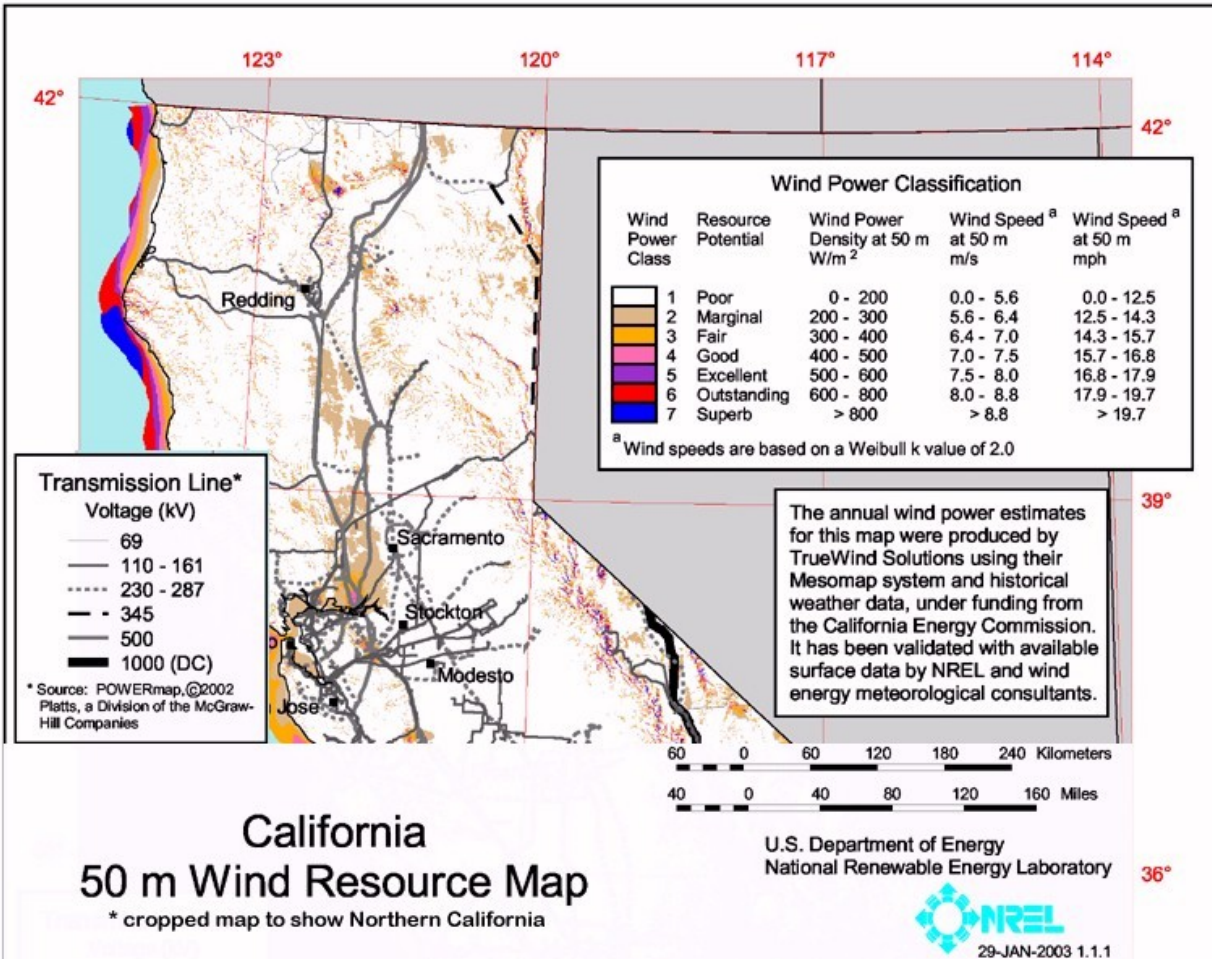 123° 120° 117° 114°
42° 42°
Wind Power Classification
Wind Power Class Resource Potential Wind Power Density at 50 m W/m 2 Wind Speed a at 50 m m/s Wind Speed a at 50 m mph
1 Poor 0 - 200 0.0 - 5.6 0.0 - 12.5
2 Marginal 200 - 300 5.6 - 6.4 12.5 - 14.3
3 Fair 300 - 400 6.4 - 7.0 14.3 - 15.7
4 Good 400 - 500 7.0 - 7.5 15.7 - 16.8
5 Excellent 500 - 600 7.5 - 8.0 16.8 - 17.9
6 Outstanding 600 - 800 8.0 - 8.8 17.9 - 19.7
7 Superb > 800 > 8.8 > 19.7
a Wind speeds are based on a Weibull k value of 2.0
Redding
Transmission Line*
Voltage (kV)
69
110 - 161
230 - 287
345
500
1000 (DC)
* Source: POWERmap, ©2002
Platts, a Division of the McGraw-
Hill Companies
Sacramento
Stockton
Modesto
o
Jose
39°
The annual wind power estimates
for this map were produced by
TrueWind Solutions using their
Mesomap system and historical
weather data, under funding from
the California Energy Commission.
It has been validated with available
surface data by NREL and wind
energy meteorological consultants.
60 0 60 120 180 240 Kilometers
40 0 40 80 120 160 Miles
California
50 m Wind Resource Map
* cropped map to show Northern California
U.S. Department of Energy
National Renewable Energy Laboratory
36°
NREL
29-JAN-2003 1.1.1